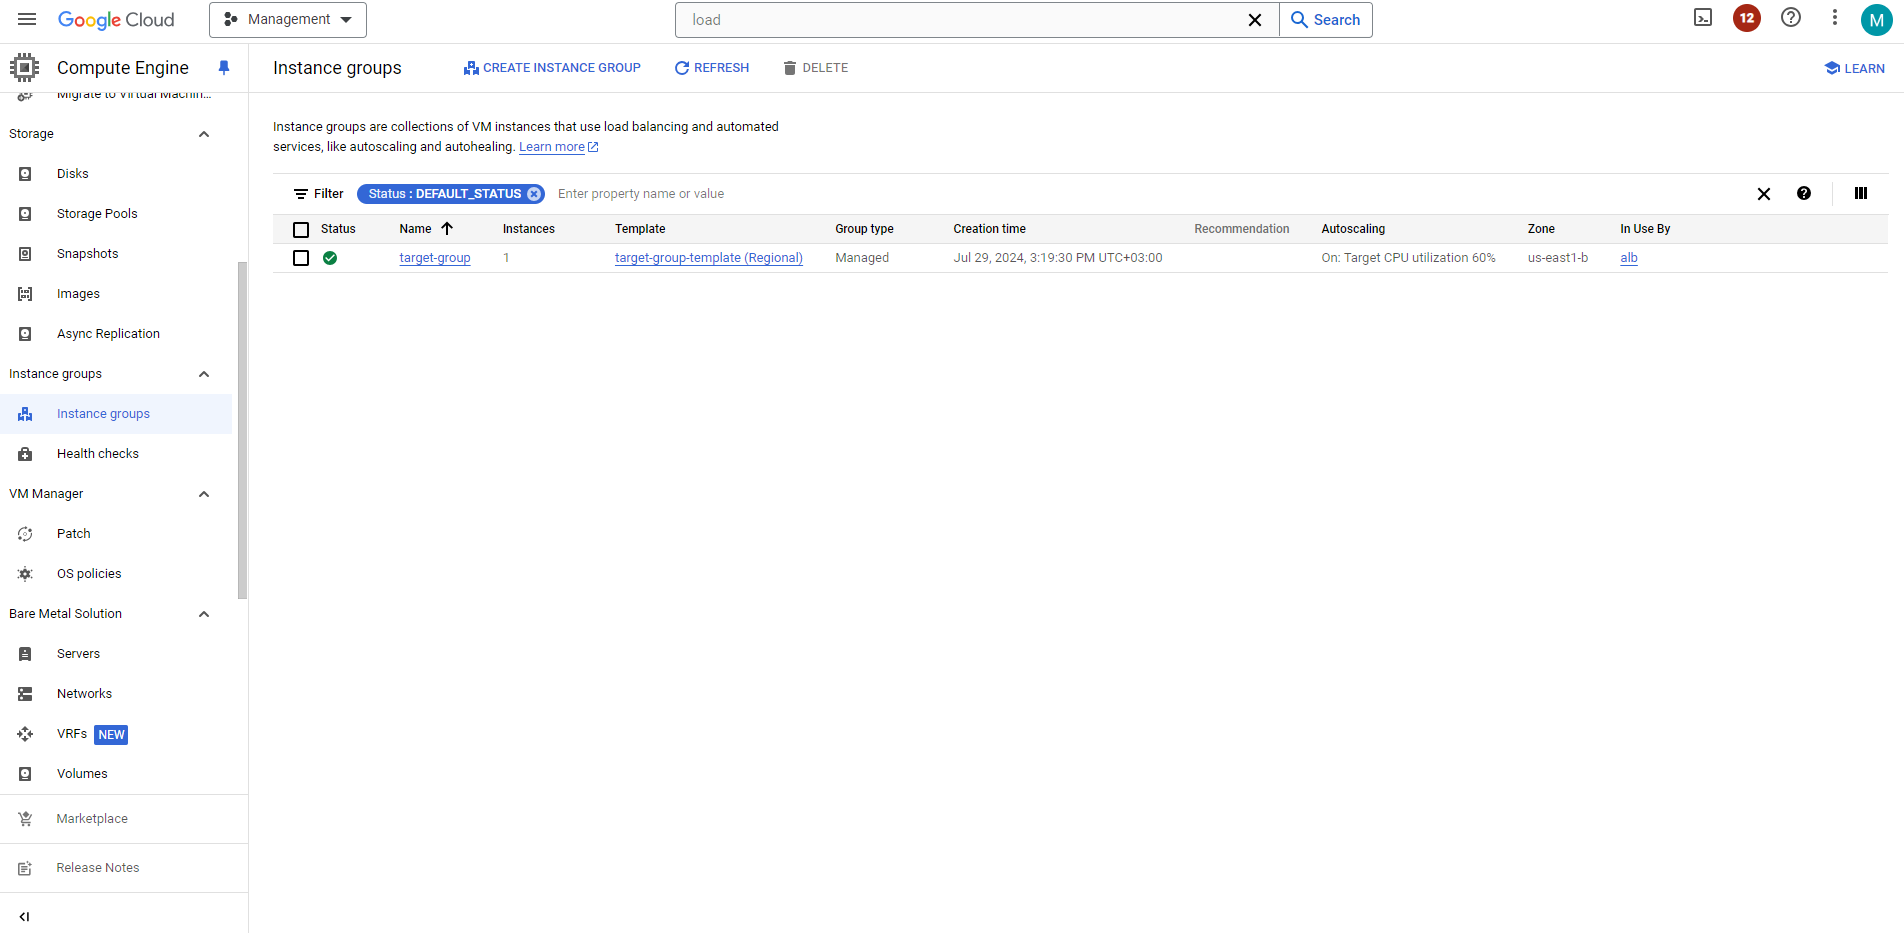 Google Cloud
Management
load
Search
12
M
Compute Engine
Instance groups
CREATE INSTANCE GROUP
REFRESH
DELETE
LEARN
Migrate to Virtual Machin...
Storage
Disks
Storage Pools
Snapshots
Images
Async Replication
Instance groups
Instance groups
Health checks
VM Manager
Patch
OS policies
Bare Metal Solution
Servers
Networks
VRFs NEW
Volumes
Marketplace
Release Notes
Instance groups are collections of VM instances that use load balancing and automated
services, like autoscaling and autohealing. Learn more
Filter Status : DEFAULT_STATUS Enter property name or value
Status Name Instances Template Group type Creation time Recommendation Autoscaling Zone In Use By
target-group 1 target-group-template (Regional) Managed Jul 29, 2024, 3:19:30 PM UTC+03:00 On: Target CPU utilization 60% us-east1-b alb